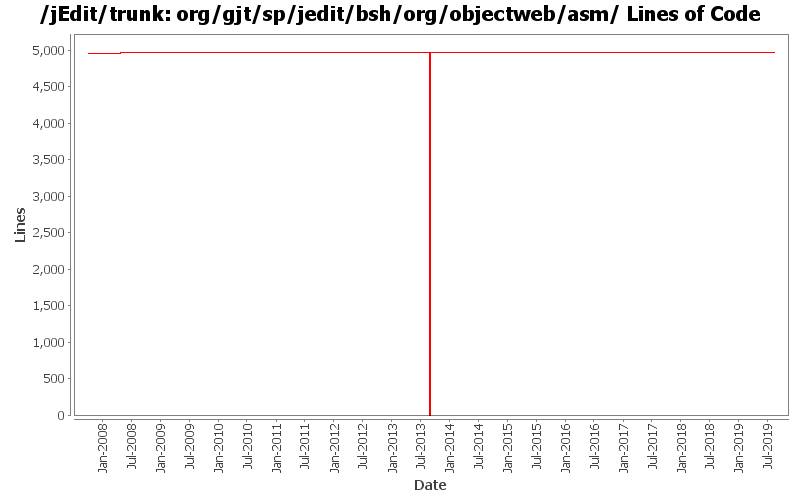 /jEdit/trunk: org/gjt/sp/jedit/bsh/org/objectweb/asm/ Lines of Code
5,000
4,500
4,000
3,500
3,000
2,500
2,000
1,500
1,000
500
0
Lines
Jan-2008
Jul-2008
Jan-2009
Jul-2009
Jan-2010
Jul-2010
Jan-2011
Jul-2011
Jan-2012
Jul-2012
Jan-2013
Jul-2013
Jan-2014
Jul-2014
Jan-2015
Jul-2015
Jan-2016
Jul-2016
Jan-2017
Jul-2017
Jan-2018
Jul-2018
Jan-2019
Jul-2019
Date